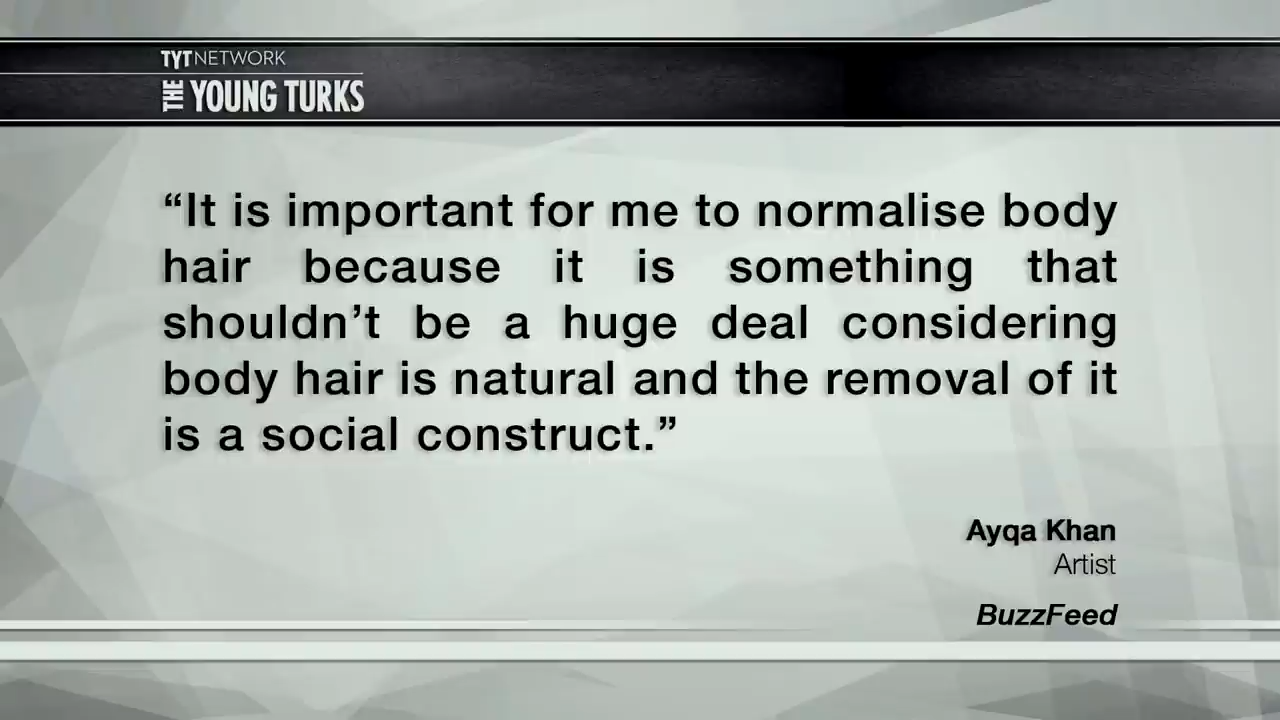 TYT NETWORK
THE YOUNG TURKS
“It is important for me to normalise body
hair because it is something that
shouldn’t be a huge deal considering
body hair is natural and the removal of it
is a social construct.”
Ayqa Khan
Artist
BuzzFeed